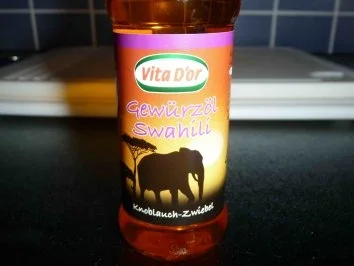 Vita D'or
Gewürzöl
Swahili
Knoblauch-Zwiebel